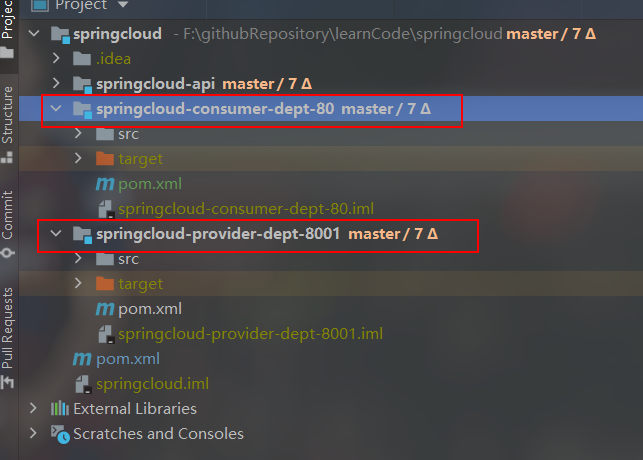 Project
springcloud - F:\githubRepository\learnCode\springcloud master / 7 Δ
.idea
springcloud-api master / 7 Δ
springcloud-consumer-dept-80 master / 7 Δ
src
target
pom.xml
springcloud-consumer-dept-80.iml
springcloud-provider-dept-8001 master / 7 Δ
src
target
pom.xml
springcloud-provider-dept-8001.iml
pom.xml
springcloud.iml
External Libraries
Scratches and Consoles
Project
Structure
Commit
Pull Requests